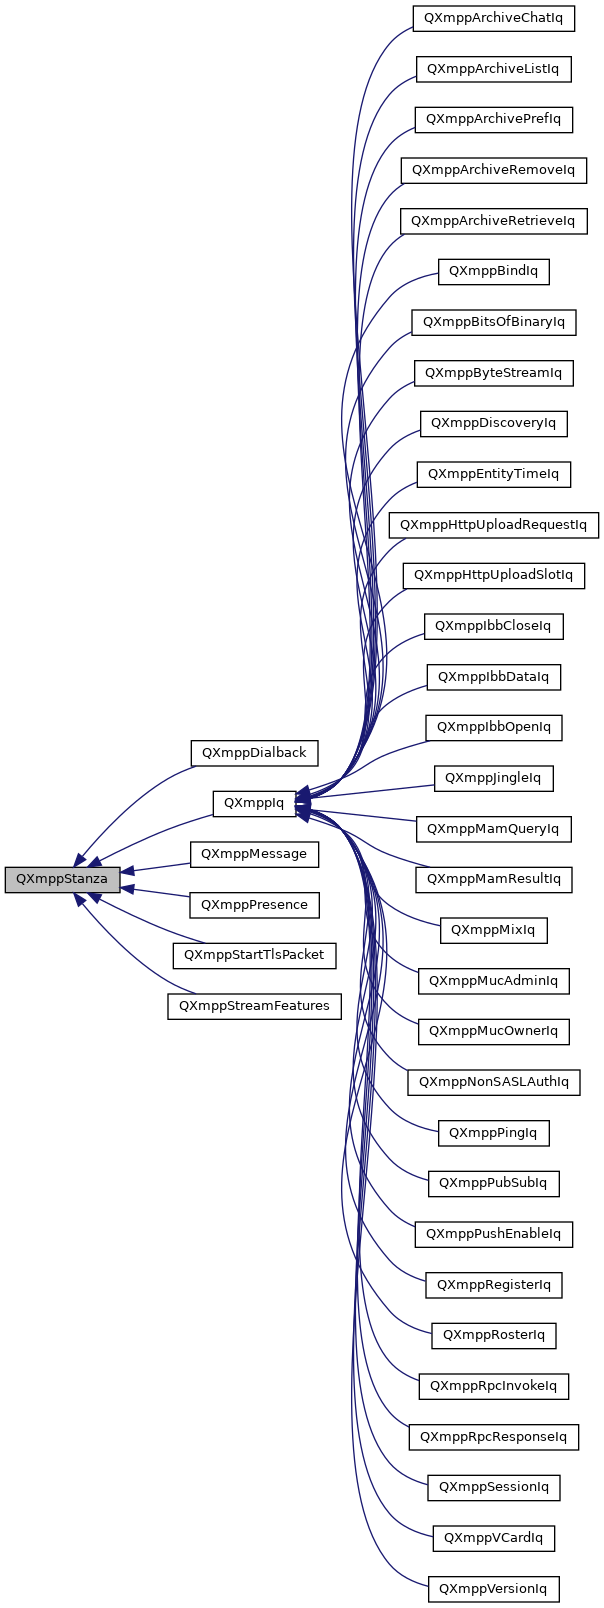 QXmppStanza
QXmppDialback
QXmppIq
QXmppMessage
QXmppPresence
QXmppStartTlsPacket
QXmppStreamFeatures
QXmppArchiveChatIq
QXmppArchiveListIq
QXmppArchivePrefIq
QXmppArchiveRemoveIq
QXmppArchiveRetrieveIq
QXmppBindIq
QXmppBitsOfBinaryIq
QXmppByteStreamIq
QXmppDiscoveryIq
QXmppEntityTimeIq
QXmppHttpUploadRequestIq
QXmppHttpUploadSlotIq
QXmppIbbCloseIq
QXmppIbbDataIq
QXmppIbbOpenIq
QXmppJingleIq
QXmppMamQueryIq
QXmppMamResultIq
QXmppMixIq
QXmppMucAdminIq
QXmppMucOwnerIq
QXmppNonSASLAuthIq
QXmppPingIq
QXmppPubSubIq
QXmppPushEnableIq
QXmppRegisterIq
QXmppRosterIq
QXmppRpcInvokeIq
QXmppRpcResponseIq
QXmppSessionIq
QXmppVCardIq
QXmppVersionIq